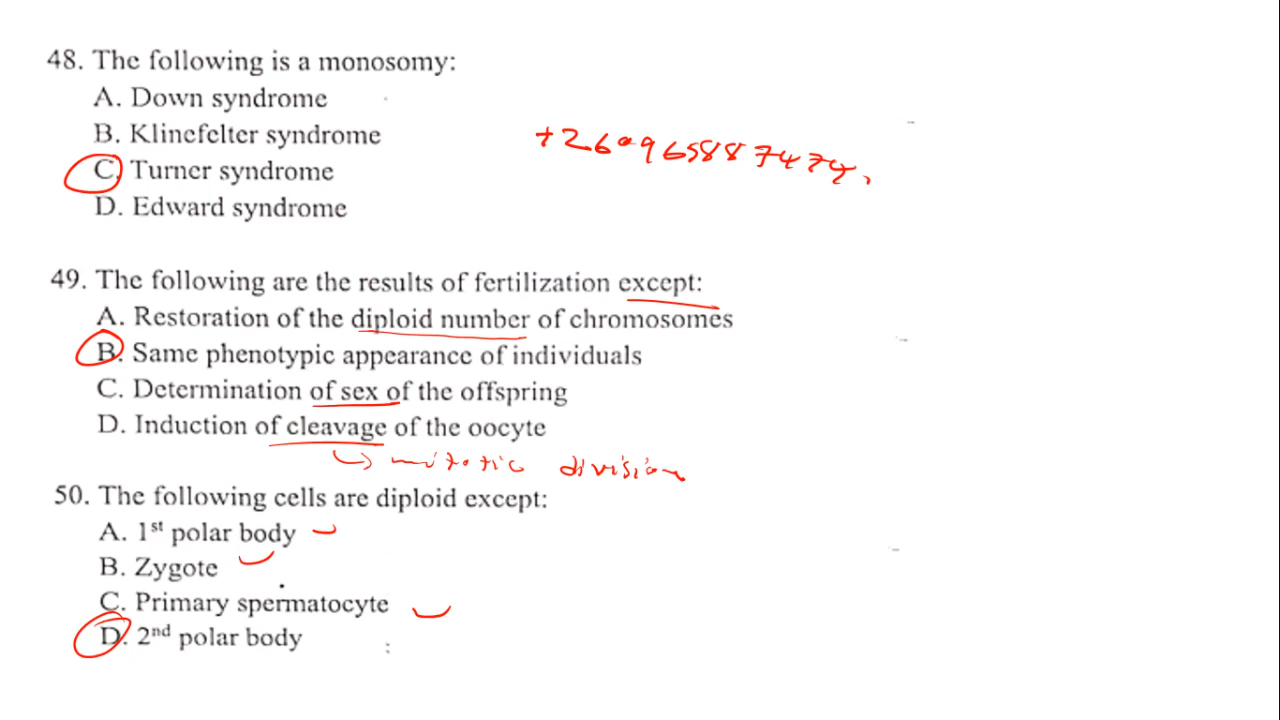 48. The following is a monosomy:
A. Down syndrome
B. Klinefelter syndrome
+260965887474
C. Turner syndrome
D. Edward syndrome
49. The following are the results of fertilization except:
A. Restoration of the diploid number of chromosomes
B. Same phenotypic appearance of individuals
C. Determination of sex of the offspring
D. Induction of cleavage of the oocyte
↳ mitotic division
50. The following cells are diploid except:
A. 1st polar body
B. Zygote
C. Primary spermatocyte
D. 2nd polar body